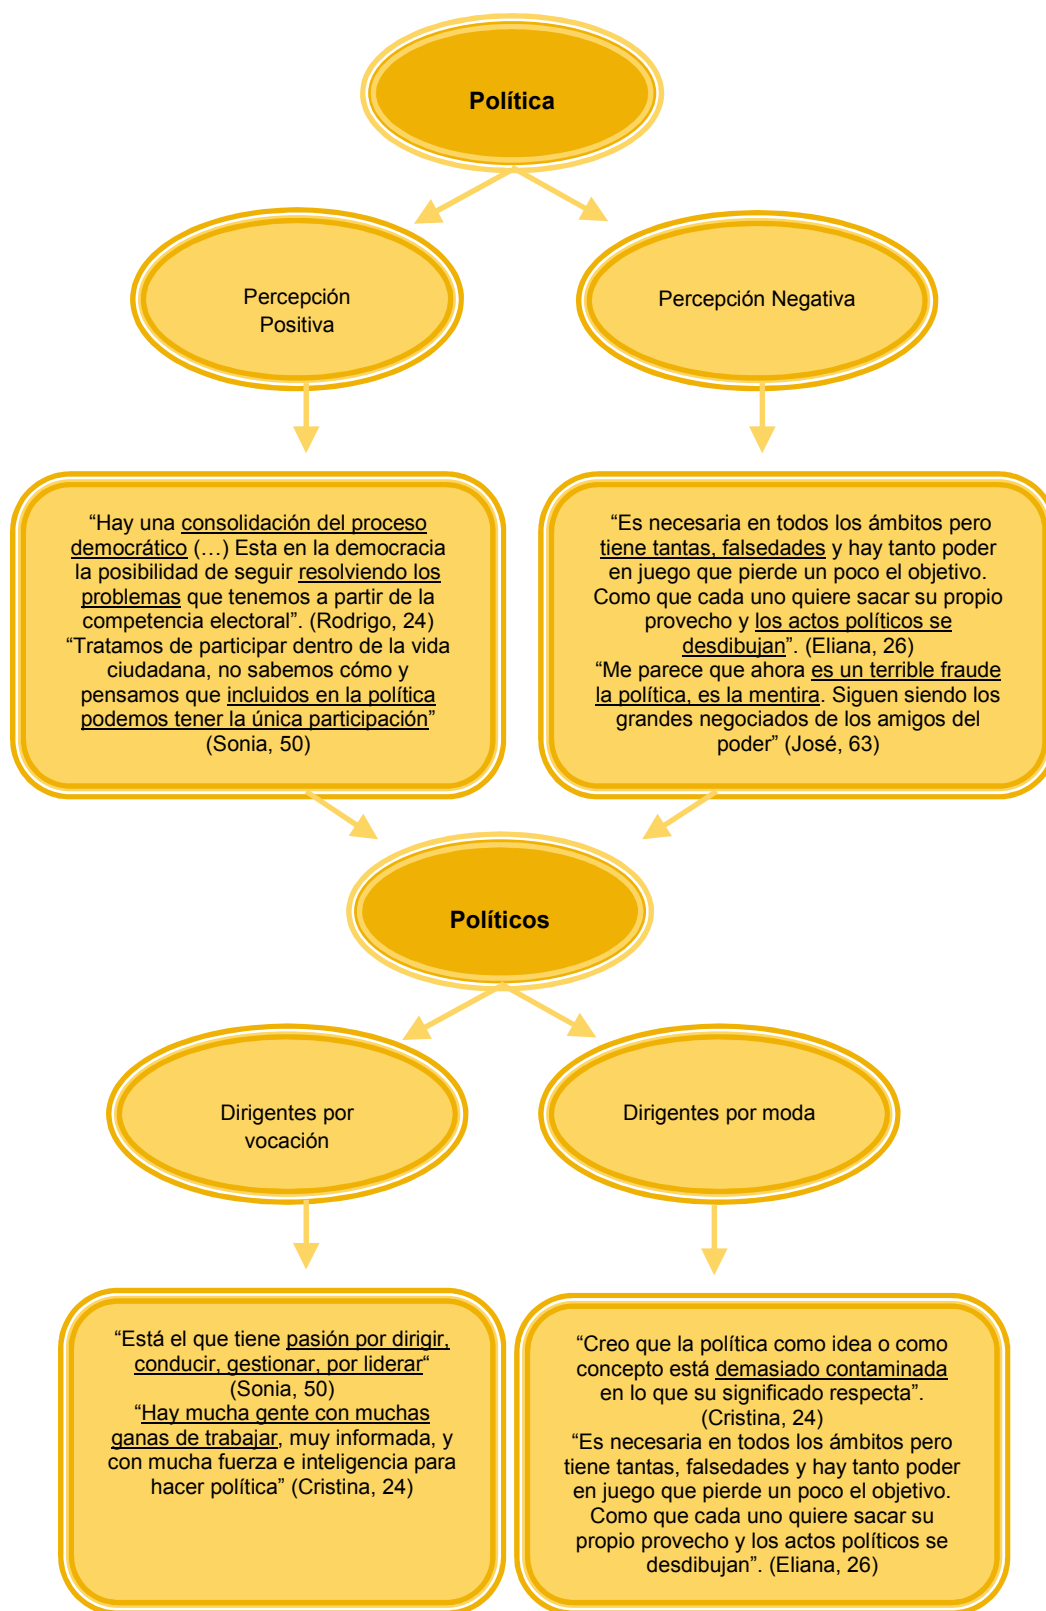 Política
Percepción
Positiva
Percepción Negativa
“Hay una consolidación del proceso
democrático (…) Esta en la democracia
la posibilidad de seguir resolviendo los
problemas que tenemos a partir de la
competencia electoral”. (Rodrigo, 24)
“Tratamos de participar dentro de la vida
ciudadana, no sabemos cómo y
pensamos que incluidos en la política
podemos tener la única participación”
(Sonia, 50)
“Es necesaria en todos los ámbitos pero
tiene tantas, falsedades y hay tanto poder
en juego que pierde un poco el objetivo.
Como que cada uno quiere sacar su propio
provecho y los actos políticos se
desdibujan”. (Eliana, 26)
“Me parece que ahora es un terrible fraude
la política, es la mentira. Siguen siendo los
grandes negociados de los amigos del
poder” (José, 63)
Políticos
Dirigentes por
vocación
Dirigentes por moda
“Está el que tiene pasión por dirigir,
conducir, gestionar, por liderar“
(Sonia, 50)
“Hay mucha gente con muchas
ganas de trabajar, muy informada, y
con mucha fuerza e inteligencia para
hacer política” (Cristina, 24)
“Creo que la política como idea o como
concepto está demasiado contaminada
en lo que su significado respecta”.
(Cristina, 24)
“Es necesaria en todos los ámbitos pero
tiene tantas, falsedades y hay tanto poder
en juego que pierde un poco el objetivo.
Como que cada uno quiere sacar su
propio provecho y los actos políticos se
desdibujan”. (Eliana, 26)